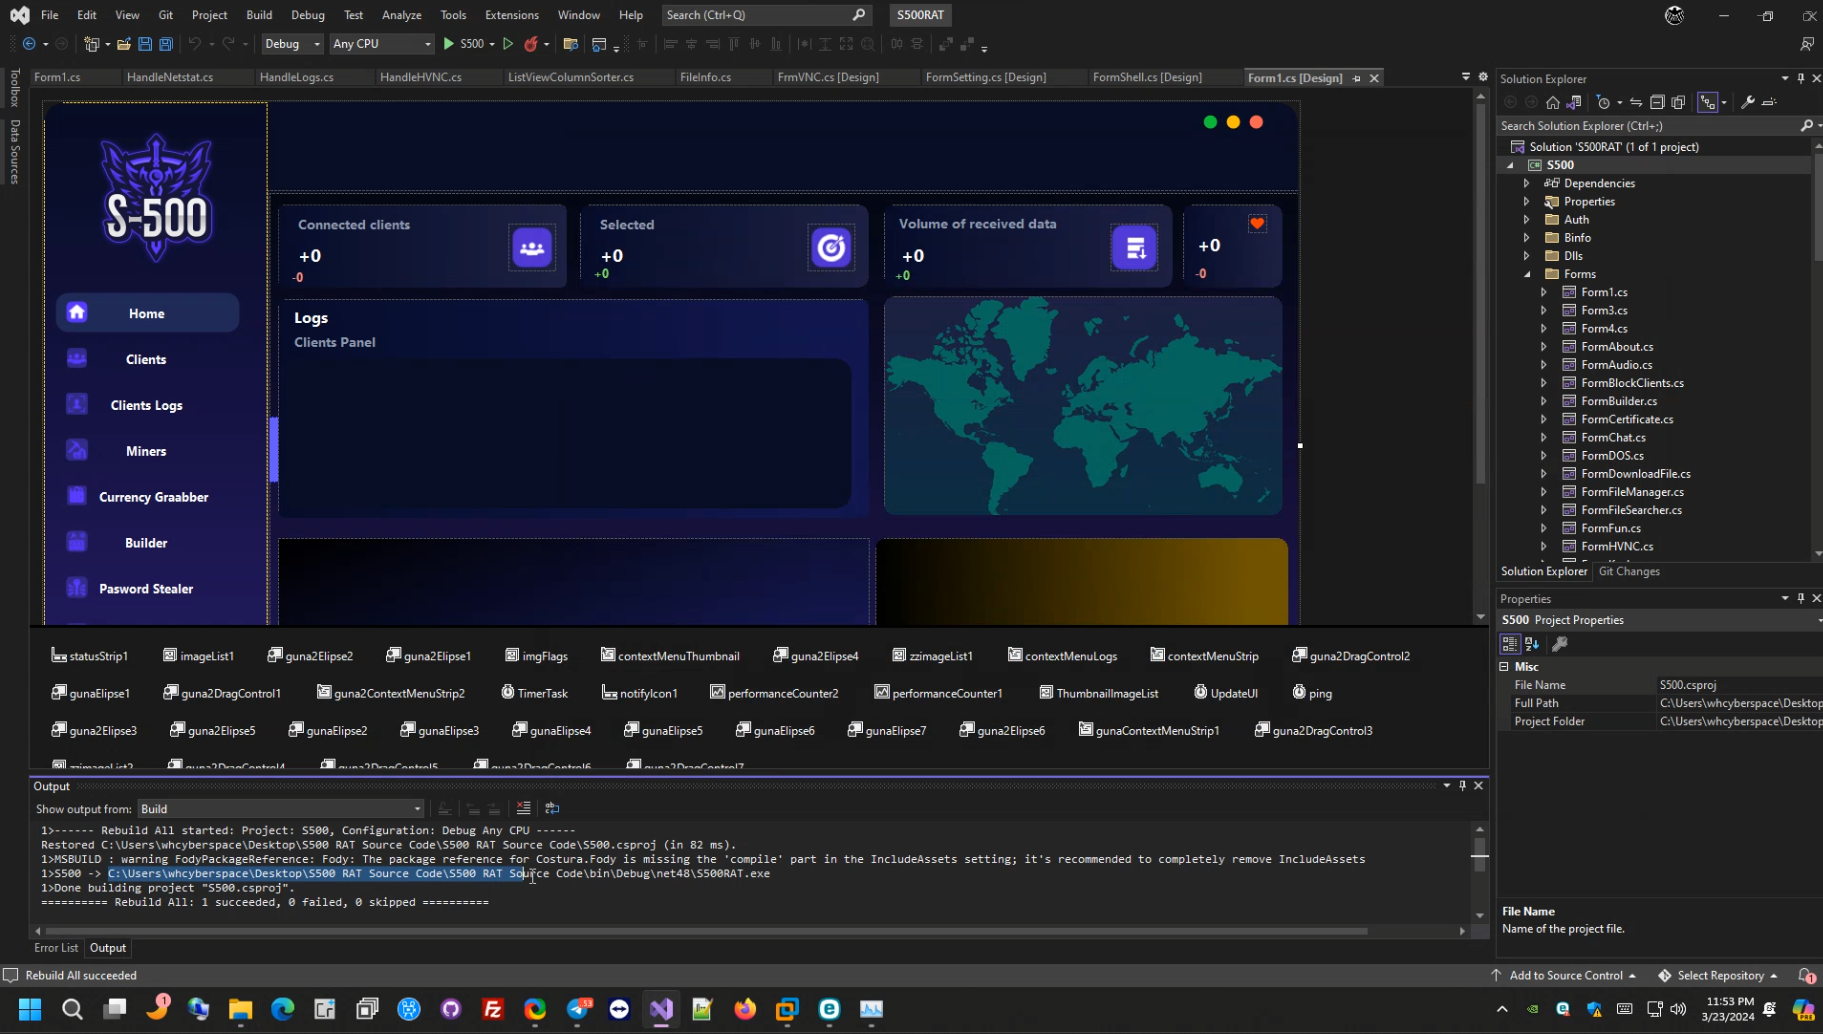 File Edit View Git Project Build Debug Test Analyze Tools Extensions Window Help Search (Ctrl+Q) S500RAT
Debug Any CPU S500
Form1.cs HandleNetstat.cs HandleLogs.cs HandleHVNC.cs ListViewColumnSorter.cs FileInfo.cs FrmVNC.cs [Design] FormSetting.cs [Design] FormShell.cs [Design] Form1.cs [Design]
Toolbox
Data Sources
S-500
Home
Clients
Clients Logs
Miners
Currency Graabber
Builder
Pasword Stealer
Connected clients
+0
-0
Selected
+0
+0
Volume of received data
+0
+0
+0
-0
Logs
Clients Panel
statusStrip1 imageList1 guna2Elipse2 guna2Elipse1 imgFlags contextMenuThumbnail guna2Elipse4 zzimageList1 contextMenuLogs contextMenuStrip guna2DragControl2
gunaElipse1 guna2DragControl1 guna2ContextMenuStrip2 TimerTask notifyIcon1 performanceCounter2 performanceCounter1 ThumbnailImageList UpdateUI ping
guna2Elipse3 guna2Elipse5 gunaElipse2 gunaElipse3 gunaElipse4 gunaElipse5 gunaElipse6 gunaElipse7 guna2Elipse6 gunaContextMenuStrip1 guna2DragControl3
zzimageList2 guna2DragControl4 guna2DragControl5 guna2DragControl6 guna2DragControl7
Output
Show output from: Build
1>------ Rebuild All started: Project: S500, Configuration: Debug Any CPU ------
Restored C:\Users\whcyberspace\Desktop\S500 RAT Source Code\S500 RAT Source Code\S500.csproj (in 82 ms).
1>MSBUILD : warning FodyPackageReference: Fody: The package reference for Costura.Fody is missing the 'compile' part in the IncludeAssets setting; it's recommended to completely remove IncludeAssets
1>S500 -> C:\Users\whcyberspace\Desktop\S500 RAT Source Code\S500 RAT Source Code\bin\Debug\net48\S500RAT.exe
1>Done building project "S500.csproj".
========== Rebuild All: 1 succeeded, 0 failed, 0 skipped ==========
Error List Output
Solution Explorer
Search Solution Explorer (Ctrl+;)
Solution 'S500RAT' (1 of 1 project)
S500
Dependencies
Properties
Auth
Binfo
Dlls
Forms
Form1.cs
Form3.cs
Form4.cs
FormAbout.cs
FormAudio.cs
FormBlockClients.cs
FormBuilder.cs
FormCertificate.cs
FormChat.cs
FormDOS.cs
FormDownloadFile.cs
FormFileManager.cs
FormFileSearcher.cs
FormFun.cs
FormHVNC.cs
Solution Explorer Git Changes
Properties
S500 Project Properties
Misc
File Name S500.csproj
Full Path C:\Users\whcyberspace\Desktop
Project Folder C:\Users\whcyberspace\Desktop
File Name
Name of the project file.
Rebuild All succeeded Add to Source Control Select Repository 1
1 53 11:53 PM
3/23/2024 PRE